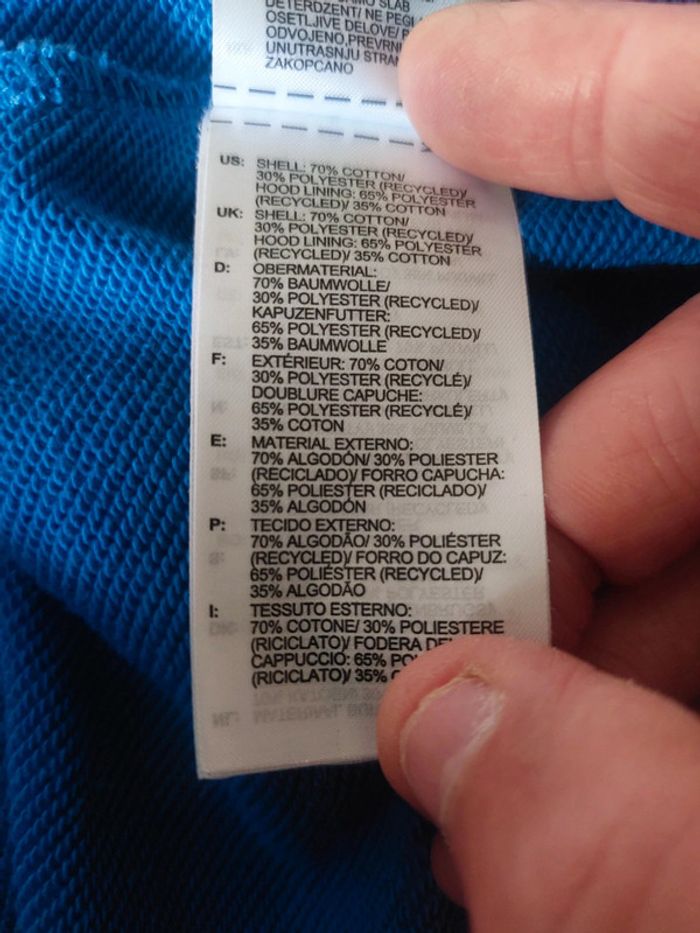 DETERDZENT/ NE PEGL
OSETLJIVE DELOVE/
ODVOJENO,PREVRNI
UNUTRASNJU STRAN
ZAKOPCANO
US: SHELL: 70% COTTON/
30% POLYESTER (RECYCLED)/
HOOD LINING: 65% POLYESTER
(RECYCLED)/ 35% COTTON
UK: SHELL: 70% COTTON/
30% POLYESTER (RECYCLED)/
HOOD LINING: 65% POLYESTER
(RECYCLED)/ 35% COTTON
D: OBERMATERIAL:
70% BAUMWOLLE/
30% POLYESTER (RECYCLED)/
KAPUZENFUTTER:
65% POLYESTER (RECYCLED)/
35% BAUMWOLLE
F: EXTÉRIEUR: 70% COTON/
30% POLYESTER (RECYCLÉ)/
DOUBLURE CAPUCHE:
65% POLYESTER (RECYCLÉ)/
35% COTON
E: MATERIAL EXTERNO:
70% ALGODÓN/ 30% POLIESTER
(RECICLADO)/ FORRO CAPUCHA:
65% POLIESTER (RECICLADO)/
35% ALGODÓN
P: TECIDO EXTERNO:
70% ALGODÃO/ 30% POLIÉSTER
(RECYCLED)/ FORRO DO CAPUZ:
65% POLIÉSTER (RECYCLED)/
35% ALGODÃO
I: TESSUTO ESTERNO:
70% COTONE/ 30% POLIESTERE
(RICICLATO)/ FODERA DEL
CAPPUCCIO: 65% PO
(RICICLATO)/ 35% C